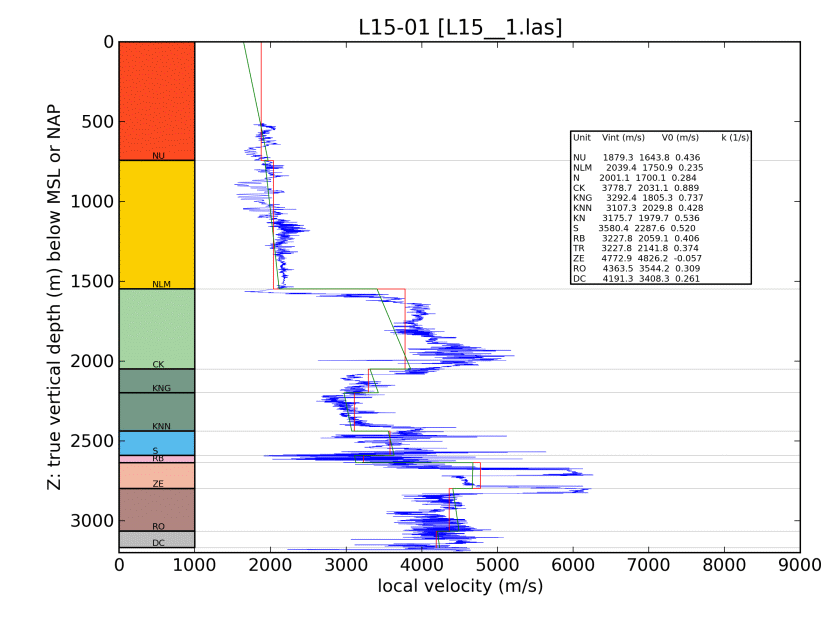 L15-01 [L15__1.las]
Z: true vertical depth (m) below MSL or NAP
0
500
1000
1500
2000
2500
3000
NU
NLM
CK
KNG
KNN
S
RB
ZE
RO
DC
Unit Vint (m/s) V0 (m/s) k (1/s)
NU 1879.3 1643.8 0.436
NLM 2039.4 1750.9 0.235
N 2001.1 1700.1 0.284
CK 3778.7 2031.1 0.889
KNG 3292.4 1805.3 0.737
KNN 3107.3 2029.8 0.428
KN 3175.7 1979.7 0.536
S 3580.4 2287.6 0.520
RB 3227.8 2059.1 0.406
TR 3227.8 2141.8 0.374
ZE 4772.9 4826.2 -0.057
RO 4363.5 3544.2 0.309
DC 4191.3 3408.3 0.261
0 1000 2000 3000 4000 5000 6000 7000 8000 9000
local velocity (m/s)